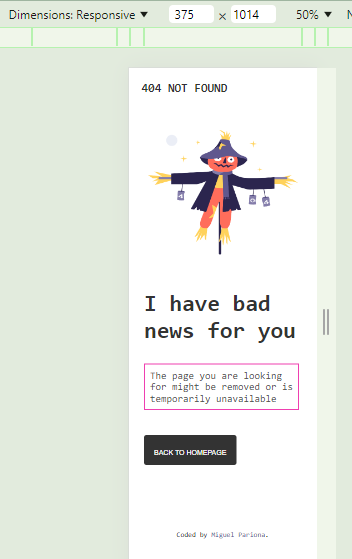 Dimensions: Responsive ▼ 375 × 1014 50% ▼
404 NOT FOUND
I have bad
news for you
The page you are looking
for might be removed or is
temporarily unavailable
BACK TO HOMEPAGE
Coded by Miguel Pariona.